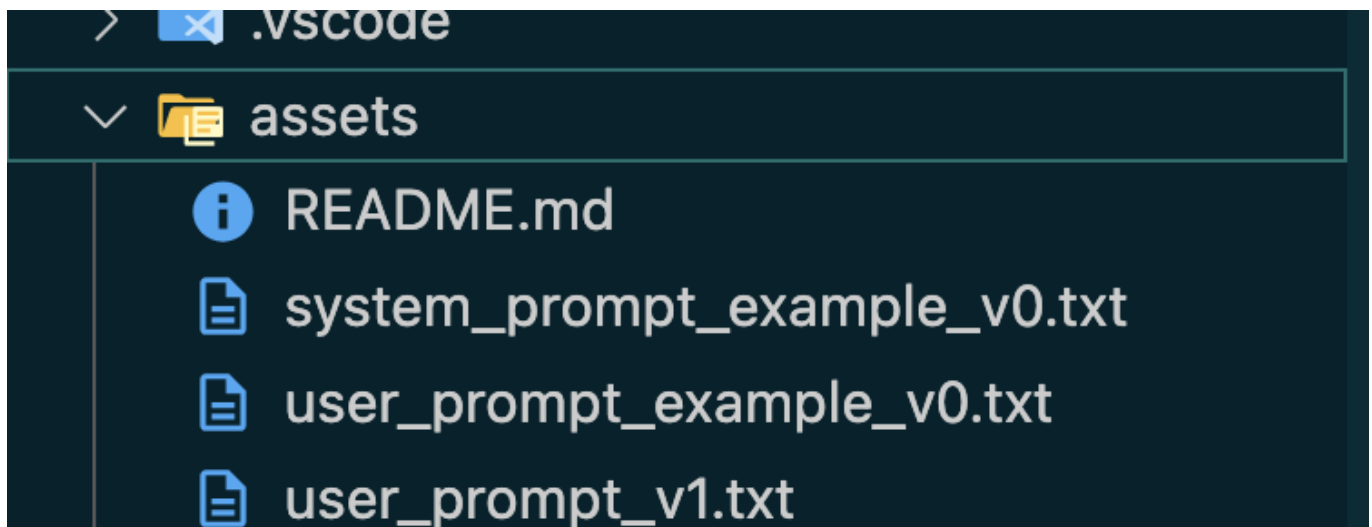 .vscode
assets
README.md
system_prompt_example_v0.txt
user_prompt_example_v0.txt
user_prompt_v1.txt